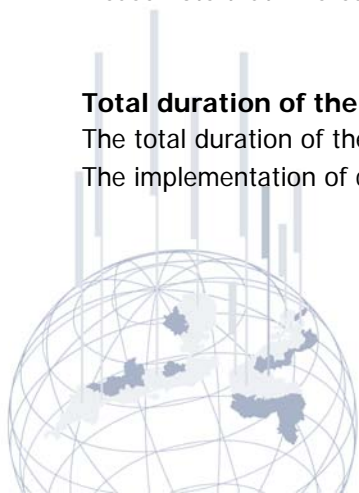 Total duration of the
The total duration of the
The implementation of